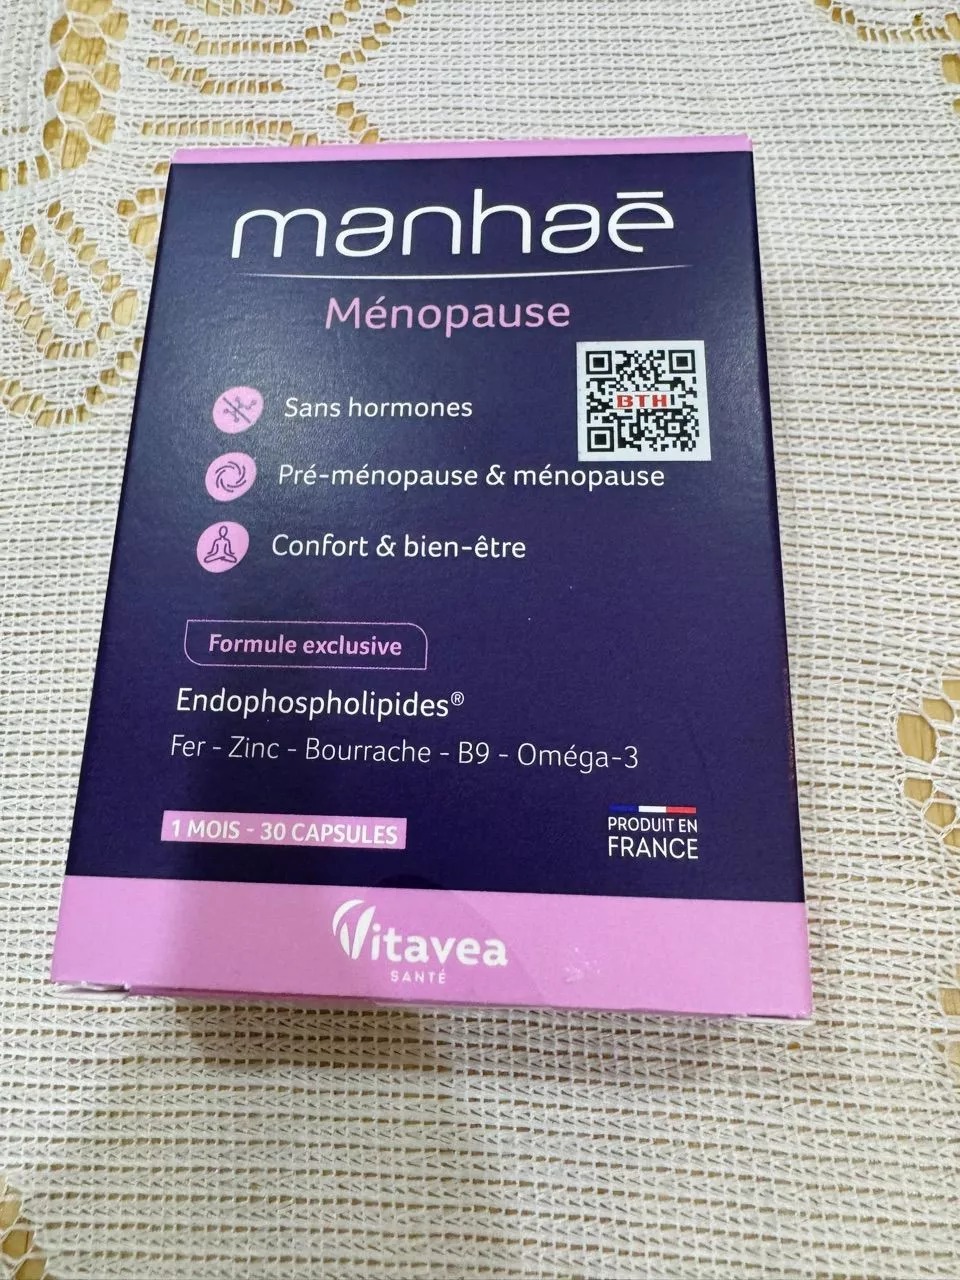 manhaē
Ménopause
BTH
Sans hormones
Pré-ménopause & ménopause
Confort & bien-être
Formule exclusive
Endophospholipides®
Fer - Zinc - Bourrache - B9 - Oméga-3
1 MOIS - 30 CAPSULES
PRODUIT EN
FRANCE
Vitavea
SANTÉ